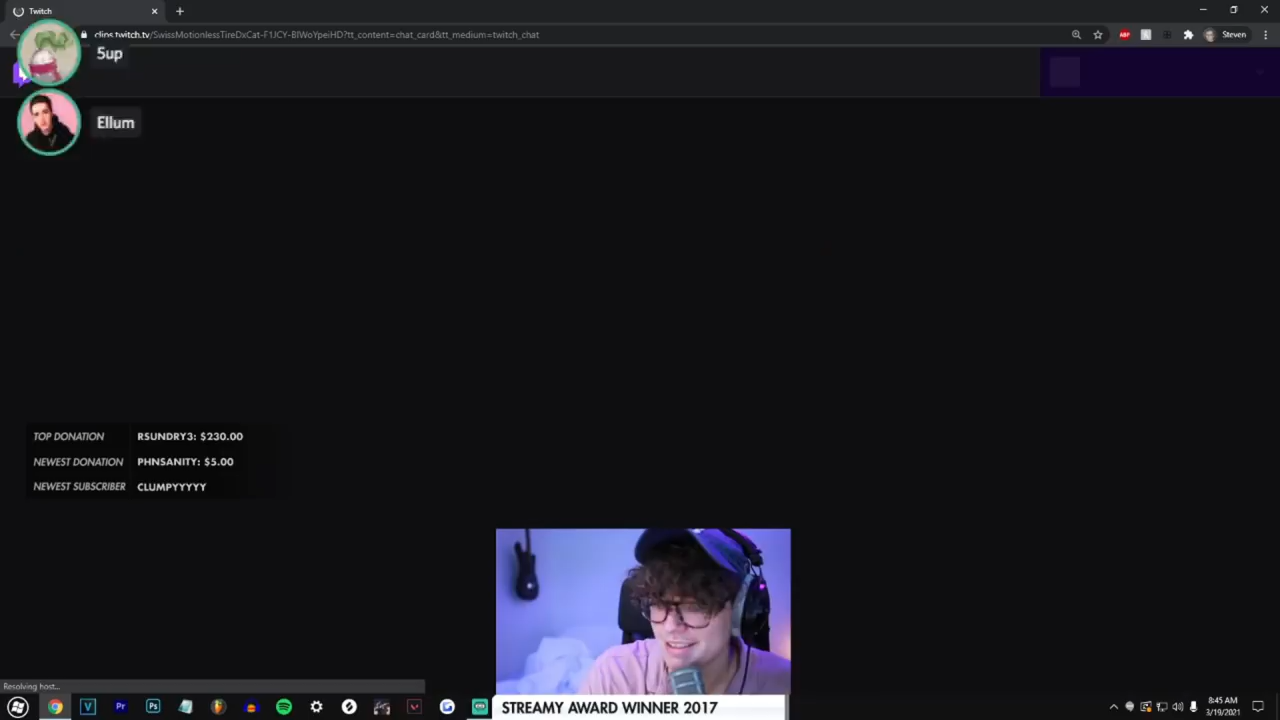 Twitch
clips.twitch.tv/SwissMotionlessTireDxCat-F1JCY-BlWoYpeiHD?tt_content=chat_card&tt_medium=twitch_chat
ABP
Steven
5up
Ellum
TOP DONATION RSUNDRY3: $230.00
NEWEST DONATION PHNSANITY: $5.00
NEWEST SUBSCRIBER CLUMPYYYYY
Resolving host...
STREAMY AWARD WINNER 2017
8:45 AM
3/19/2021